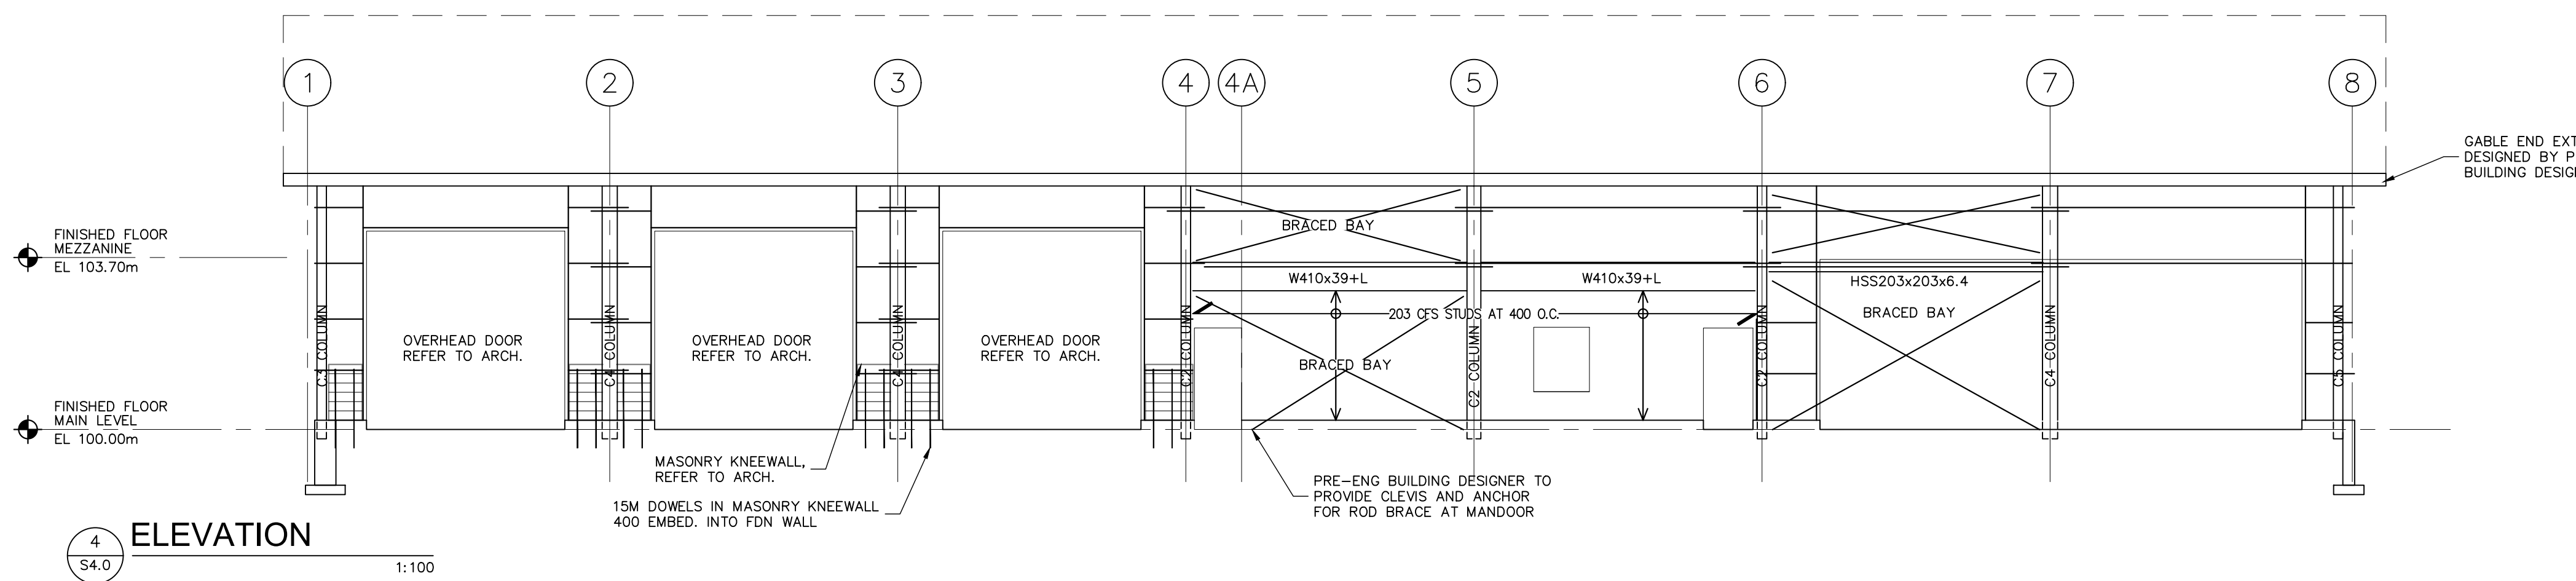 1
2
3
4
4A
5
6
7
8
GABLE END EXT
DESIGNED BY P
BUILDING DESIG
FINISHED FLOOR
MEZZANINE
EL 103.70m
BRACED BAY
W410x39+L
W410x39+L
HSS203x203x6.4
BRACED BAY
203 CFS STUDS AT 400 O.C.
OVERHEAD DOOR
REFER TO ARCH.
OVERHEAD DOOR
REFER TO ARCH.
OVERHEAD DOOR
REFER TO ARCH.
BRACED BAY
C3 COLUMN
C4 COLUMN
C4 COLUMN
C2 COLUMN
C2 COLUMN
C2 COLUMN
C4 COLUMN
C5 COLUMN
FINISHED FLOOR
MAIN LEVEL
EL 100.00m
MASONRY KNEEWALL,
REFER TO ARCH.
15M DOWELS IN MASONRY KNEEWALL
400 EMBED. INTO FDN WALL
PRE-ENG BUILDING DESIGNER TO
PROVIDE CLEVIS AND ANCHOR
FOR ROD BRACE AT MANDOOR
4
S4.0
ELEVATION
1:100